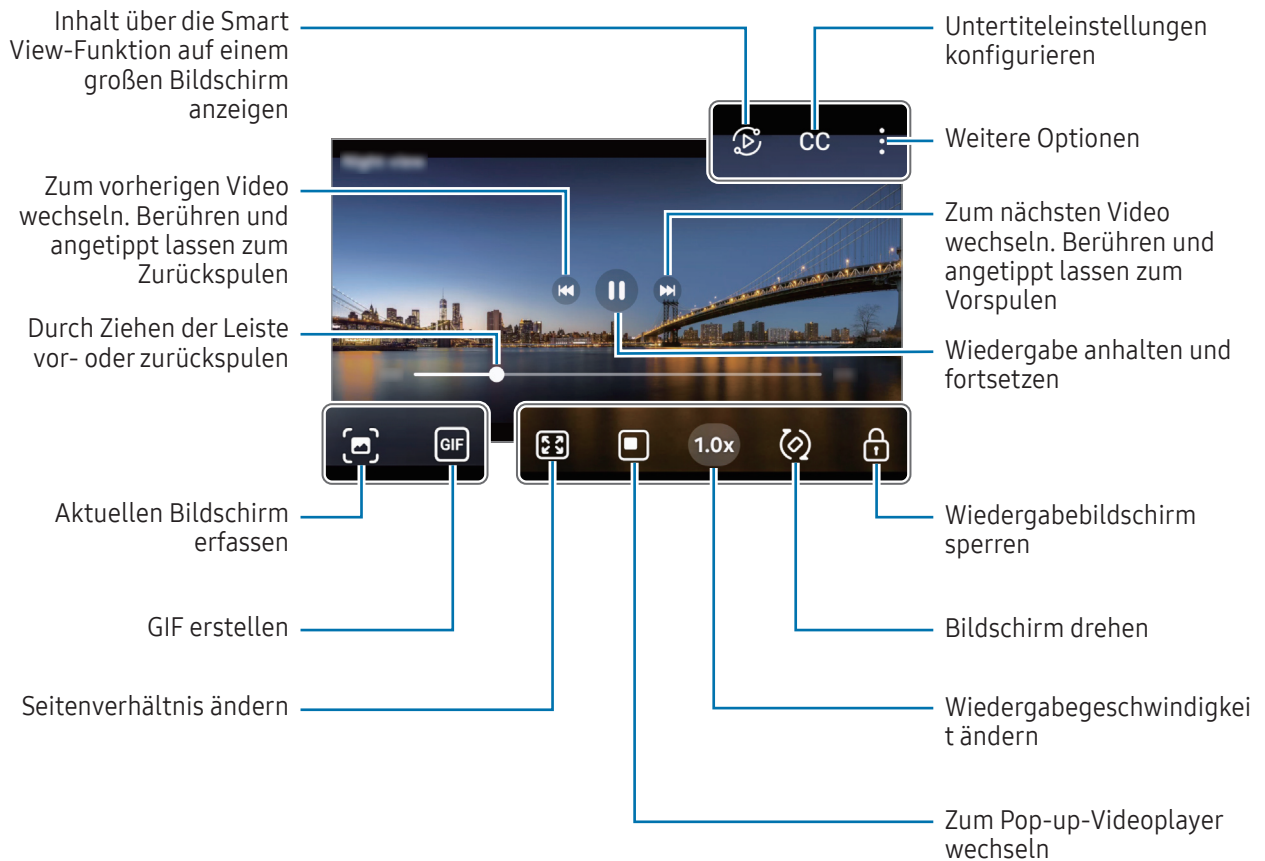 Inhalt über die Smart
View-Funktion auf einem
großen Bildschirm
anzeigen
Zum vorherigen Video
wechseln. Berühren und
angetippt lassen zum
Zurückspulen
Durch Ziehen der Leiste
vor- oder zurückspulen
Aktuellen Bildschirm
erfassen
GIF erstellen
Seitenverhältnis ändern
CC
GIF
1.0x
Untertiteleinstellungen
konfigurieren
Weitere Optionen
Zum nächsten Video
wechseln. Berühren und
angetippt lassen zum
Vorspulen
Wiedergabe anhalten und
fortsetzen
Wiedergabebildschirm
sperren
Bildschirm drehen
Wiedergabegeschwindigkei
t ändern
Zum Pop-up-Videoplayer
wechseln